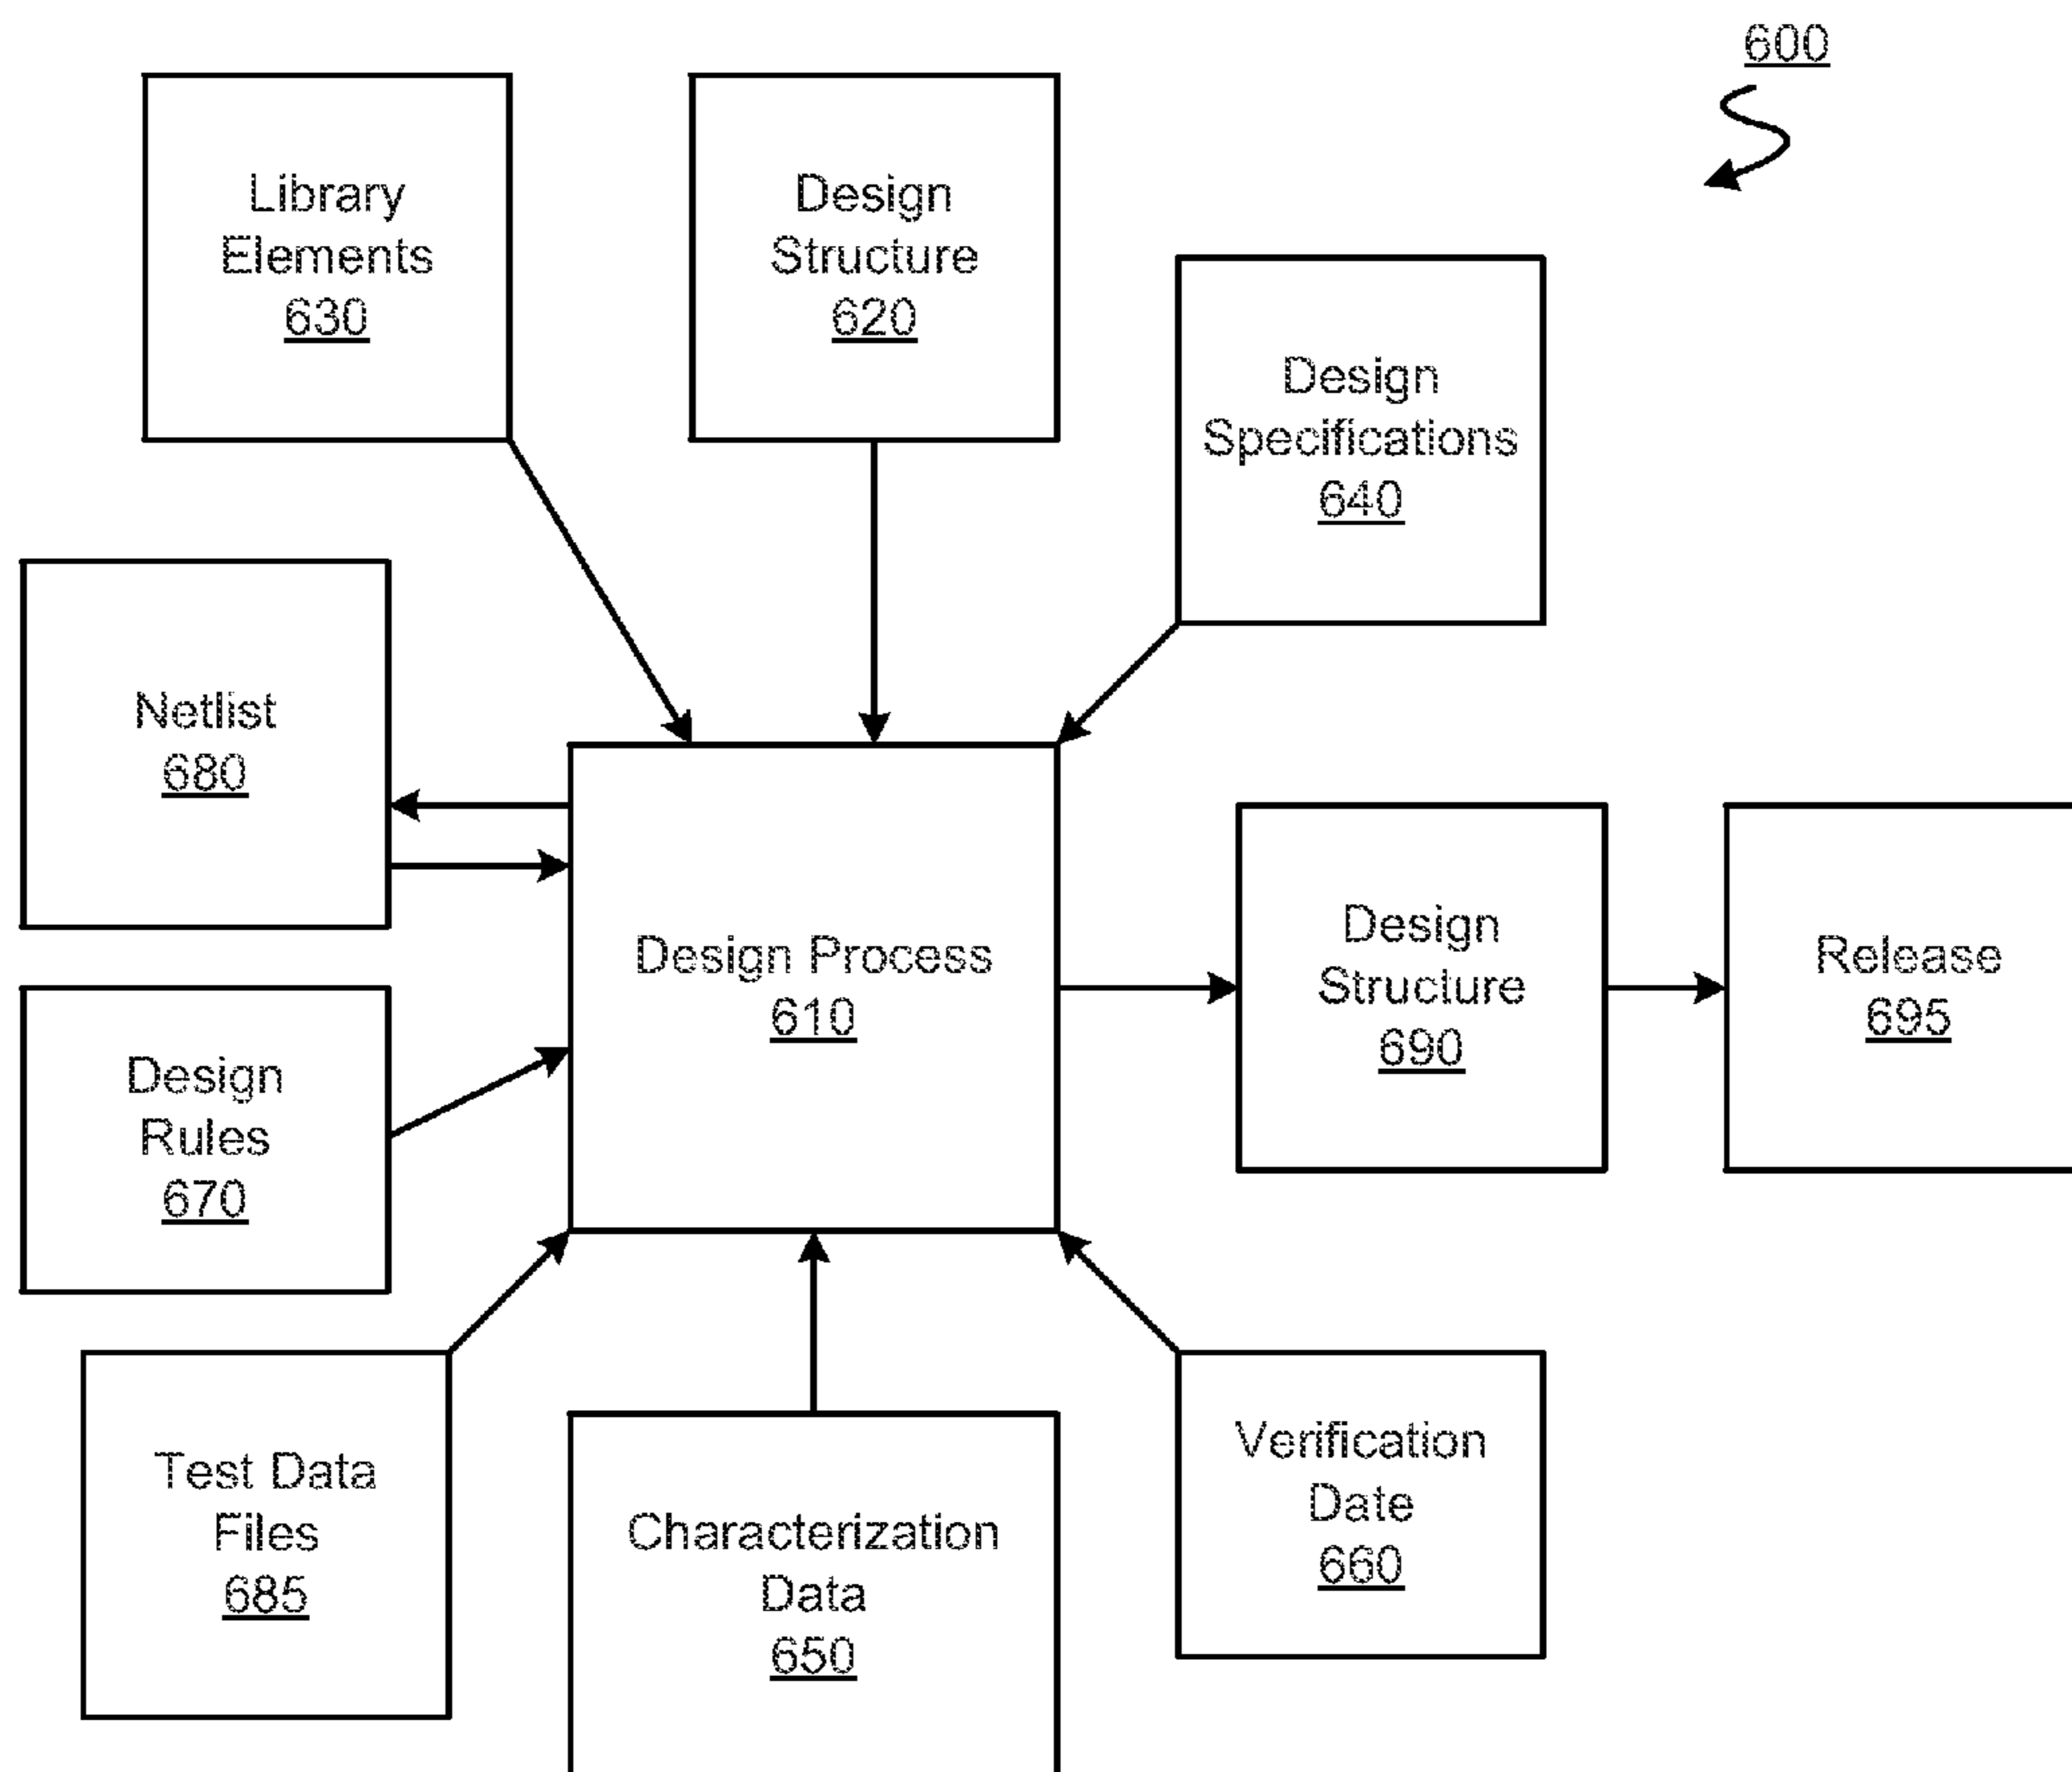 600
Library
Elements
630
Design
Structure
620
Design
Specifications
640
Netlist
680
Design Process
610
Design
Structure
690
Release
695
Design
Rules
670
Test Data
Files
685
Characterization
Data
650
Verification
Date
660